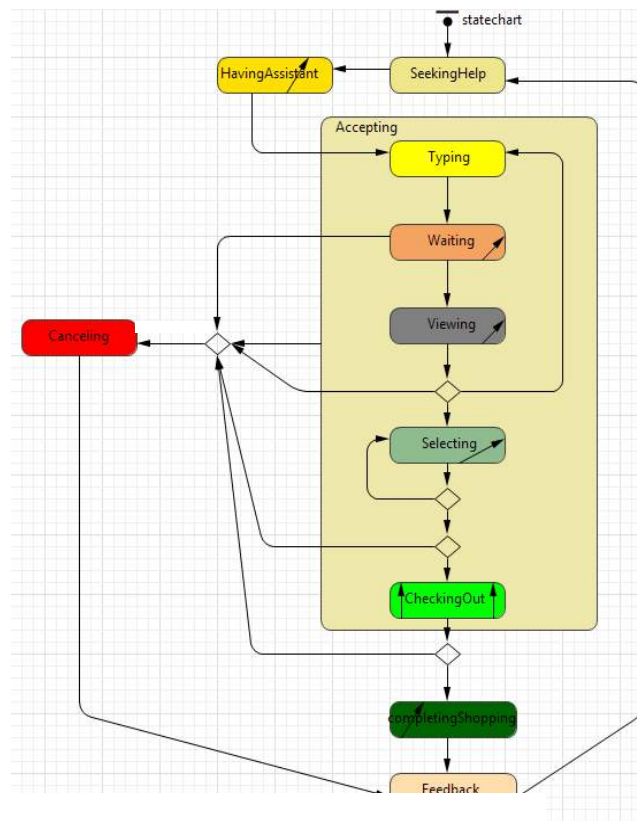 statechart
HavingAssistant
SeekingHelp
Accepting
Typing
Waiting
Viewing
Canceling
Selecting
CheckingOut
completingShopping
Feedback